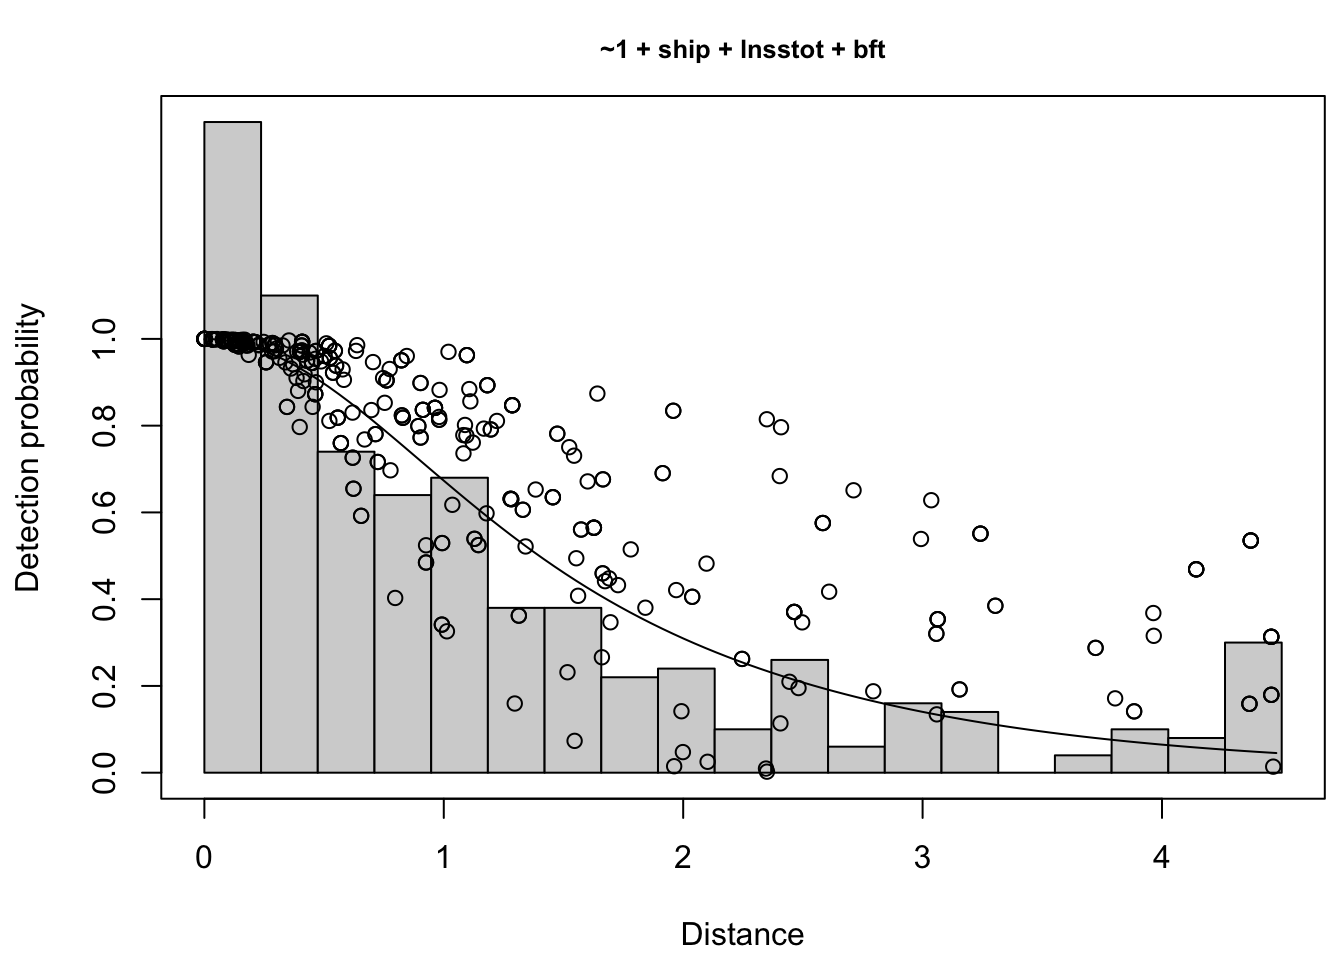 ~1 + ship + lnsstot + bft
Detection probability
1.0
0.8
0.6
0.4
0.2
0.0
0 1 2 3 4
Distance